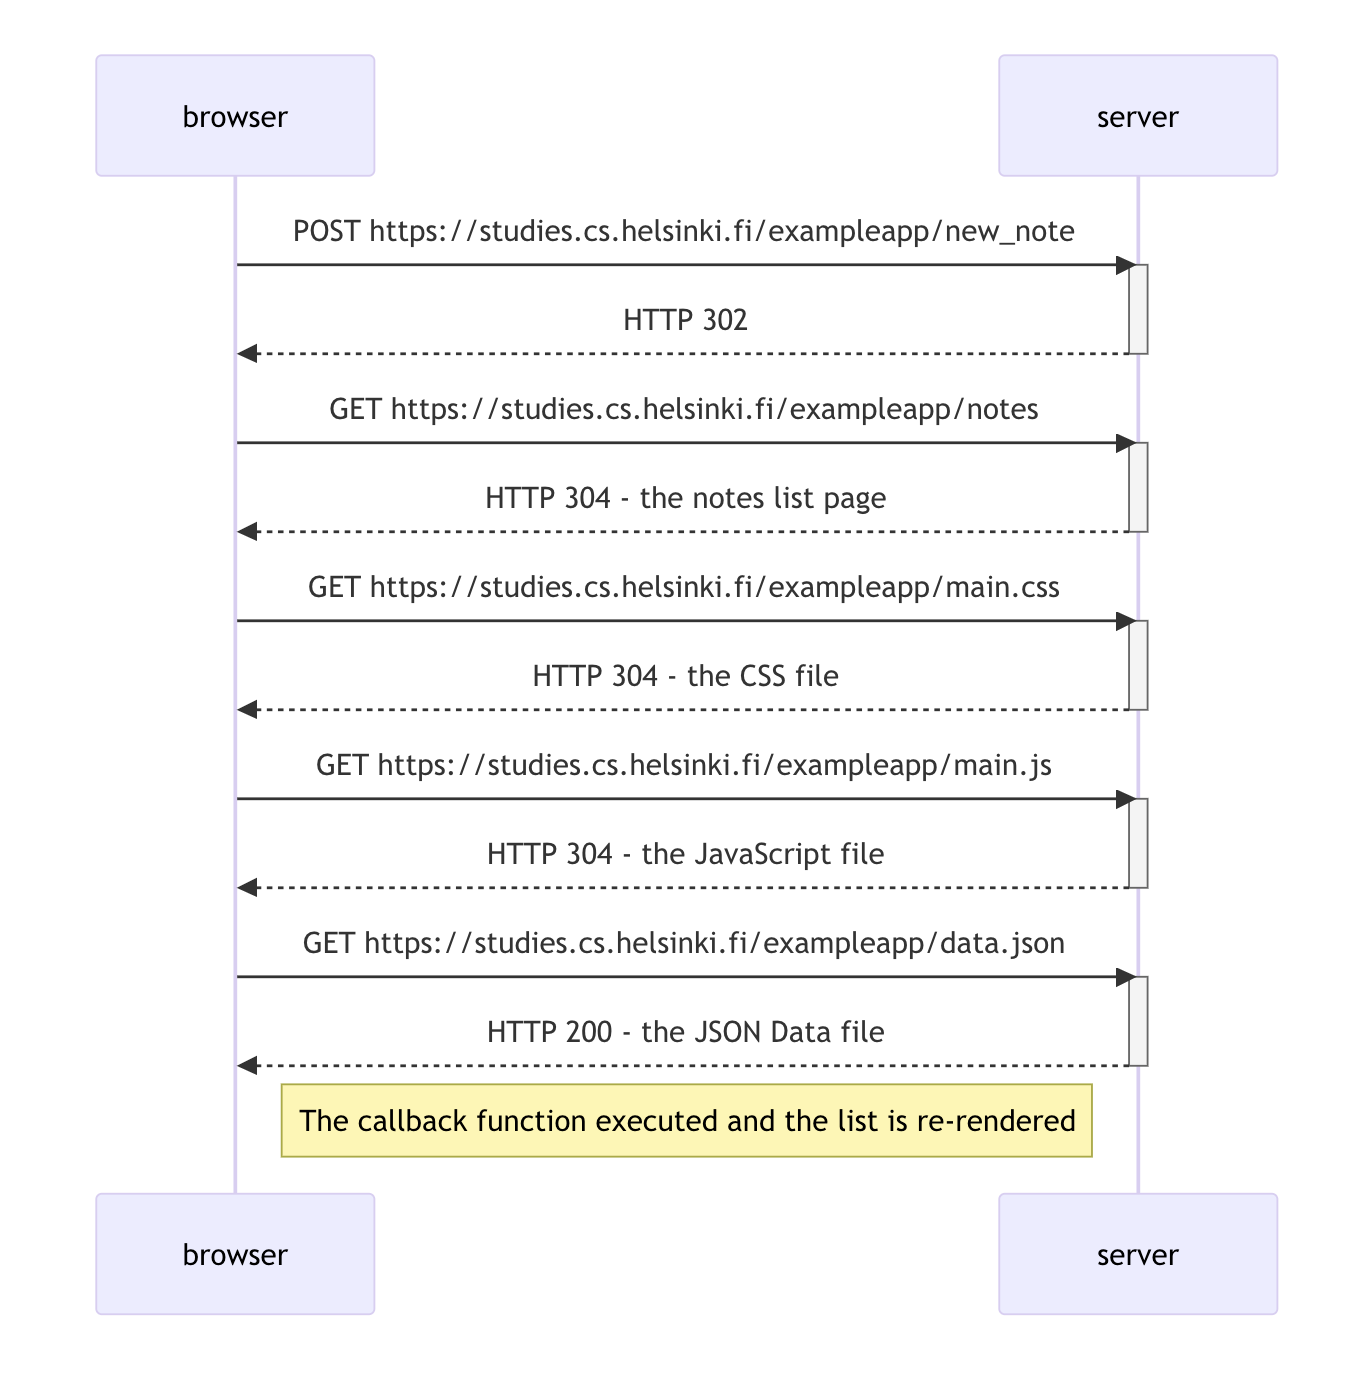 browser
server
POST https://studies.cs.helsinki.fi/exampleapp/new_note
HTTP 302
GET https://studies.cs.helsinki.fi/exampleapp/notes
HTTP 304 - the notes list page
GET https://studies.cs.helsinki.fi/exampleapp/main.css
HTTP 304 - the CSS file
GET https://studies.cs.helsinki.fi/exampleapp/main.js
HTTP 304 - the JavaScript file
GET https://studies.cs.helsinki.fi/exampleapp/data.json
HTTP 200 - the JSON Data file
The callback function executed and the list is re-rendered
browser
server